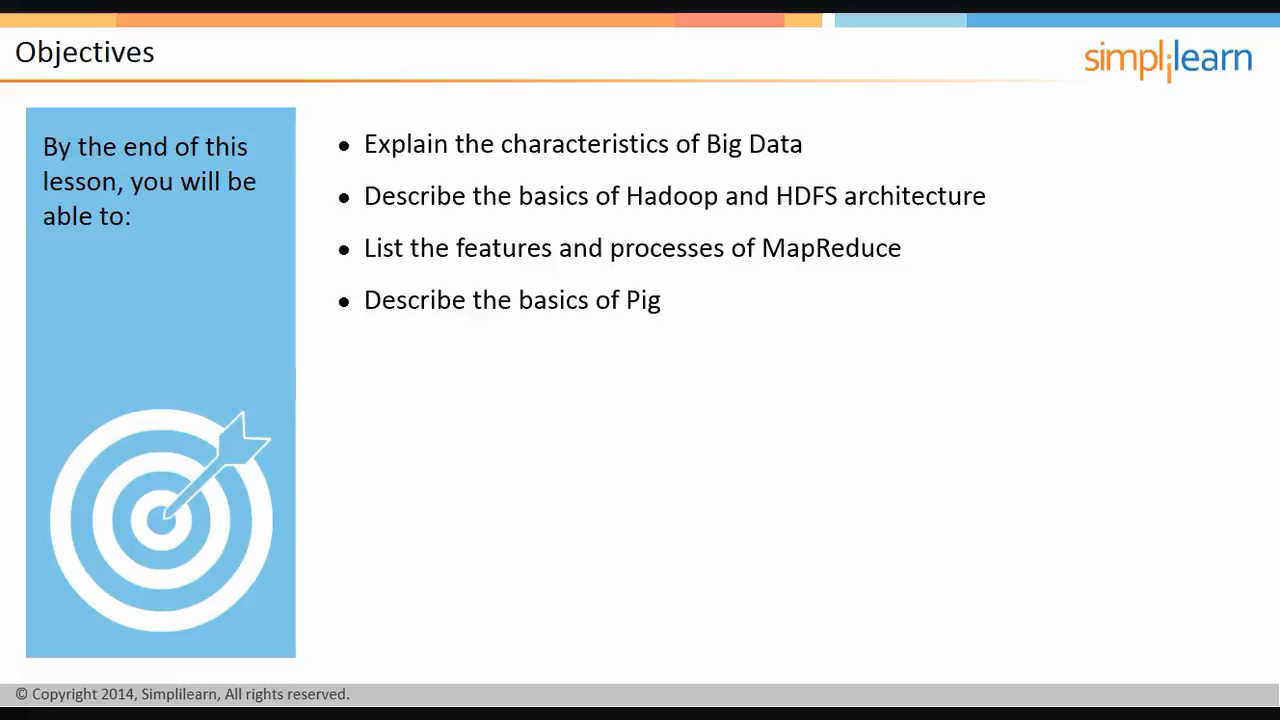 Objectives
simplilearn
By the end of this
lesson, you will be
able to:
• Explain the characteristics of Big Data
• Describe the basics of Hadoop and HDFS architecture
• List the features and processes of MapReduce
• Describe the basics of Pig
© Copyright 2014, Simplilearn, All rights reserved.